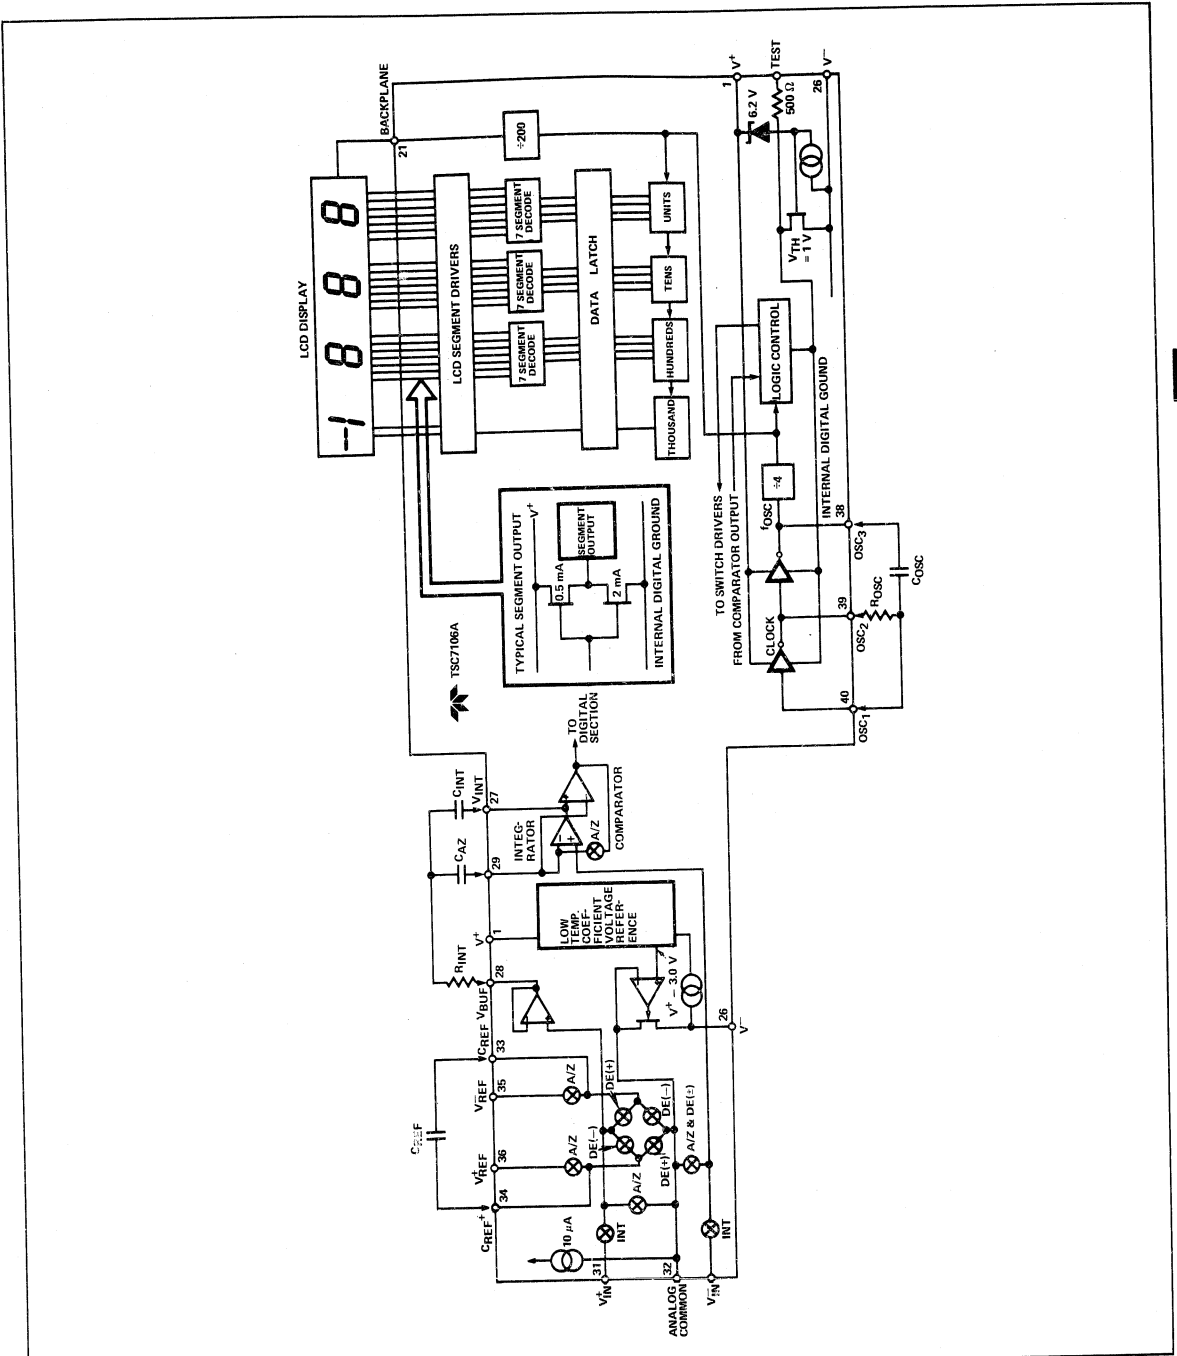 LCD DISPLAY
BACKPLANE
21
LCD SEGMENT DRIVERS
7 SEGMENT
DECODE
7 SEGMENT
DECODE
7 SEGMENT
DECODE
DATA LATCH
THOUSAND
HUNDREDS
TENS
UNITS
÷200
TYPICAL SEGMENT OUTPUT
V+
0.5 mA
SEGMENT
OUTPUT
2 mA
INTERNAL DIGITAL GROUND
TSC7106A
TO SWITCH DRIVERS
FROM COMPARATOR OUTPUT
CLOCK
fOSC
÷4
LOGIC CONTROL
INTERNAL DIGITAL GOUND
VTH
= 1 V
6.2 V
500 Ω
1
V+
TEST
26
V−
40
OSC1
39
OSC2
38
OSC3
ROSC
COSC
CREF
CREF+
34
V+REF
36
V−REF
35
CREF
33
VBUF
28
RINT
V+
1
CAZ
29
CINT
VINT
27
10 μA
A/Z
A/Z
INTEG-
RATOR
A/Z
COMPARATOR
TO
DIGITAL
SECTION
LOW
TEMP.
COEF-
FICIENT
VOLTAGE
REFER-
ENCE
V+ − 3.0 V
DE(−)
DE(+)
DE(+)
DE(−)
A/Z
A/Z & DE(±)
INT
INT
31
V+IN
32
ANALOG
COMMON
V−IN
26
V−